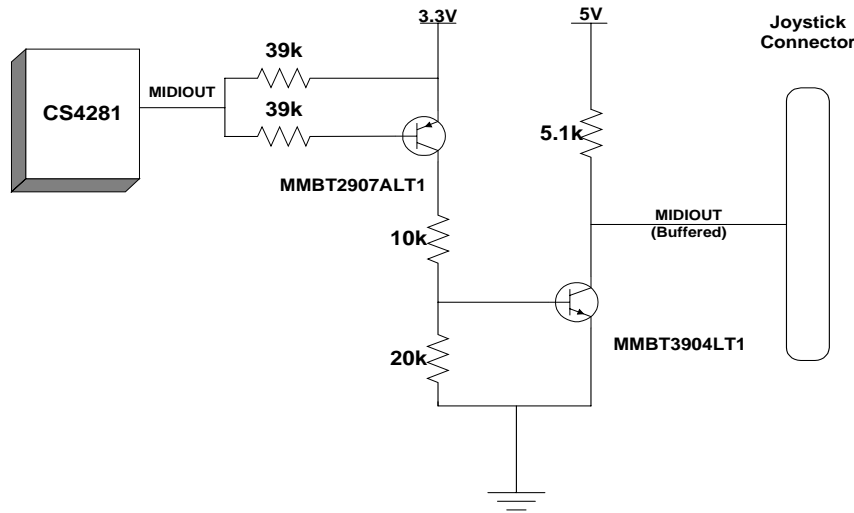 3.3V
5V
Joystick
Connector
39k
MIDIOUT
CS4281
39k
5.1k
MMBT2907ALT1
MIDIOUT
(Buffered)
10k
MMBT3904LT1
20k